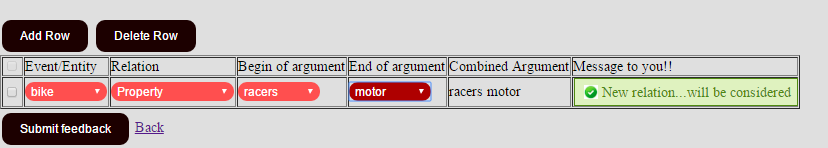 Add Row Delete Row
Event/Entity Relation Begin of argument End of argument Combined Argument Message to you!!
bike Property racers motor racers motor New relation...will be considered
Submit feedback Back